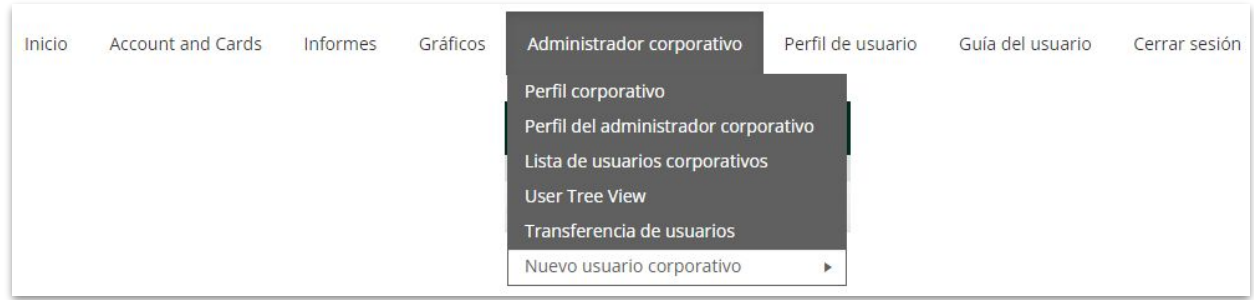 Inicio Account and Cards Informes Gráficos Administrador corporativo Perfil de usuario Guía del usuario Cerrar sesión
Perfil corporativo
Perfil del administrador corporativo
Lista de usuarios corporativos
User Tree View
Transferencia de usuarios
Nuevo usuario corporativo